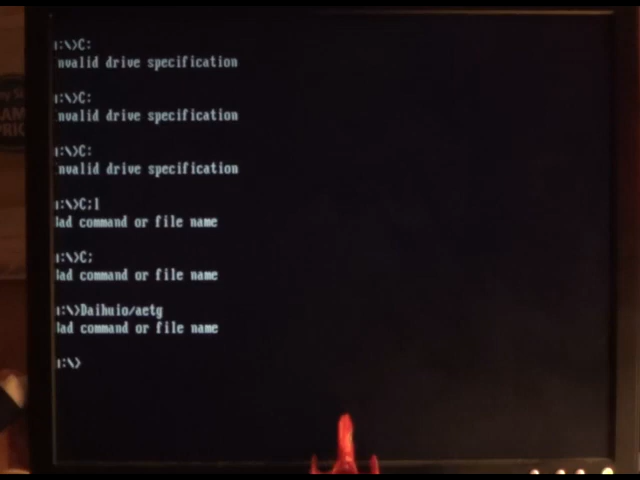 :\>C:
nvalid drive specification
:\>C:
nvalid drive specification
:\>C:
nvalid drive specification
:\>C;l
ad command or file name
:\>C;
ad command or file name
:\>Daihuio/aetg
ad command or file name
:\>